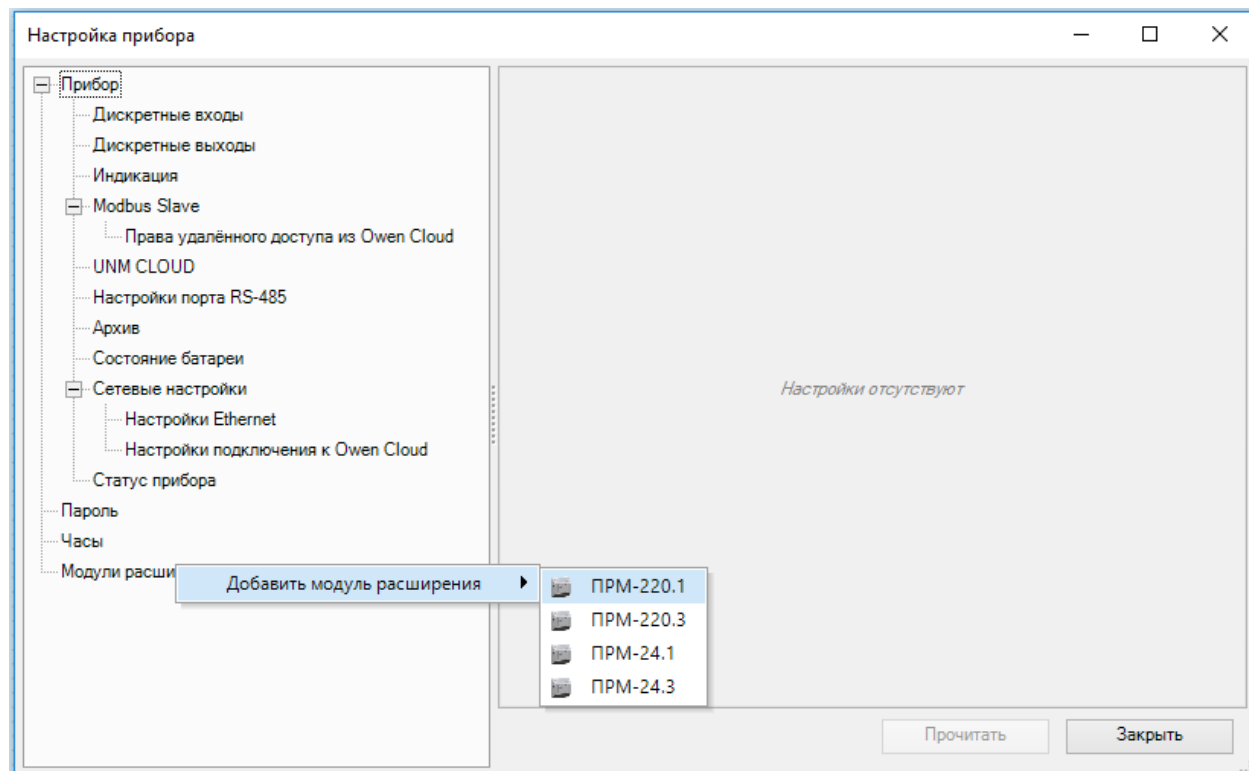 Настройка прибора
Прибор
Дискретные входы
Дискретные выходы
Индикация
Modbus Slave
Права удалённого доступа из Owen Cloud
UNM CLOUD
Настройки порта RS-485
Архив
Состояние батареи
Сетевые настройки
Настройки Ethernet
Настройки подключения к Owen Cloud
Статус прибора
Пароль
Часы
Модули расши
Добавить модуль расширения
ПРМ-220.1
ПРМ-220.3
ПРМ-24.1
ПРМ-24.3
Настройки отсутствуют
Прочитать
Закрыть